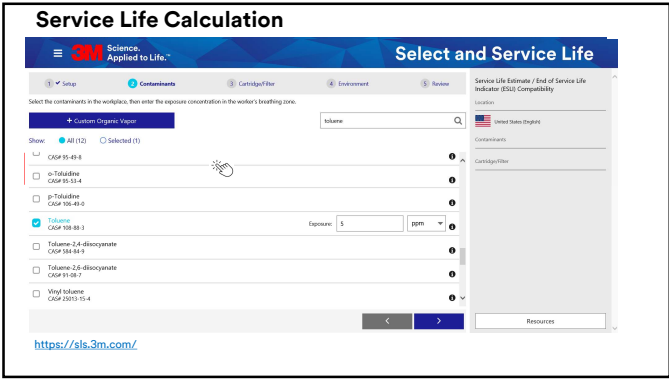 Service Life Calculation
3M Science.
Applied to Life.™
Select and Service Life
1 ✔ Setup
2 Contaminants
3 Cartridge/Filter
4 Environment
5 Review
Select the contaminants in the workplace, then enter the exposure concentration in the worker's breathing zone.
+ Custom Organic Vapor
toluene
Show: All (12) Selected (1)
CAS# 95-49-8
o-Toluidine
CAS# 95-53-4
p-Toluidine
CAS# 106-49-0
Toluene
CAS# 108-88-3
Exposure: 5 ppm
Toluene-2,4-diisocyanate
CAS# 584-84-9
Toluene-2,6-diisocyanate
CAS# 91-08-7
Vinyl toluene
CAS# 25013-15-4
< >
Service Life Estimate / End of Service Life
Indicator (ESLI) Compatibility
Location
United States (English)
Contaminants
Cartridge/Filter
Resources
https://sls.3m.com/